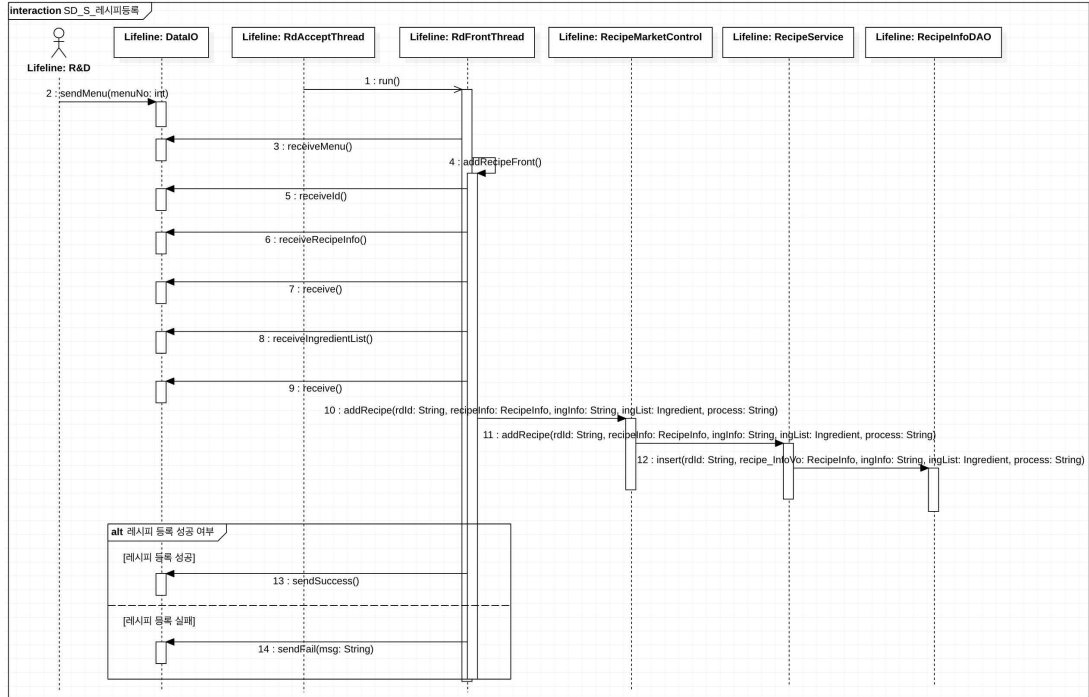 interaction SD_S_레시피등록
Lifeline: R&D
Lifeline: DataIO
Lifeline: RdAcceptThread
Lifeline: RdFrontThread
Lifeline: RecipeMarketControl
Lifeline: RecipeService
Lifeline: RecipeInfoDAO
1 : run()
2 : sendMenu(menuNo: int)
3 : receiveMenu()
4 : addRecipeFront()
5 : receiveId()
6 : receiveRecipeInfo()
7 : receive()
8 : receiveIngredientList()
9 : receive()
10 : addRecipe(rdId: String, recipeInfo: RecipeInfo, ingInfo: String, ingList: Ingredient, process: String)
11 : addRecipe(rdId: String, recipeInfo: RecipeInfo, ingInfo: String, ingList: Ingredient, process: String)
12 : insert(rdId: String, recipe_InfoVo: RecipeInfo, ingInfo: String, ingList: Ingredient, process: String)
alt 레시피 등록 성공 여부
[레시피 등록 성공]
13 : sendSuccess()
[레시피 등록 실패]
14 : sendFail(msg: String)